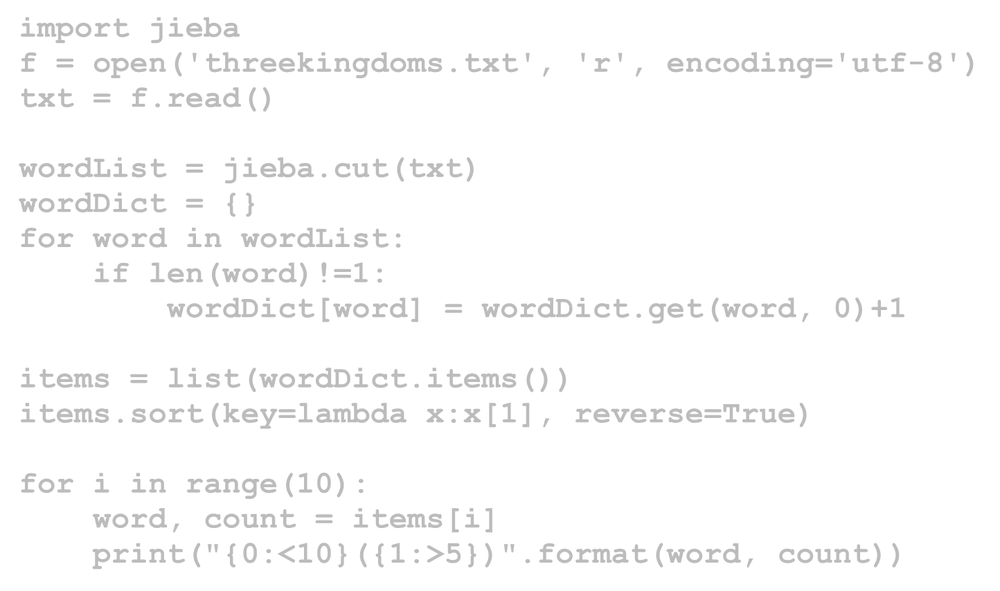 import jieba
f = open('threekingdoms.txt', 'r', encoding='utf-8')
txt = f.read()

wordList = jieba.cut(txt)
wordDict = {}
for word in wordList:
    if len(word)!=1:
        wordDict[word] = wordDict.get(word, 0)+1

items = list(wordDict.items())
items.sort(key=lambda x:x[1], reverse=True)

for i in range(10):
    word, count = items[i]
    print("{0:<10}({1:>5})".format(word, count))